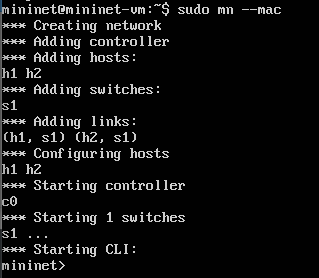 mininet@mininet-vm:~$ sudo mn --mac
*** Creating network
*** Adding controller
*** Adding hosts:
h1 h2
*** Adding switches:
s1
*** Adding links:
(h1, s1) (h2, s1)
*** Configuring hosts
h1 h2
*** Starting controller
c0
*** Starting 1 switches
s1 ...
*** Starting CLI:
mininet>